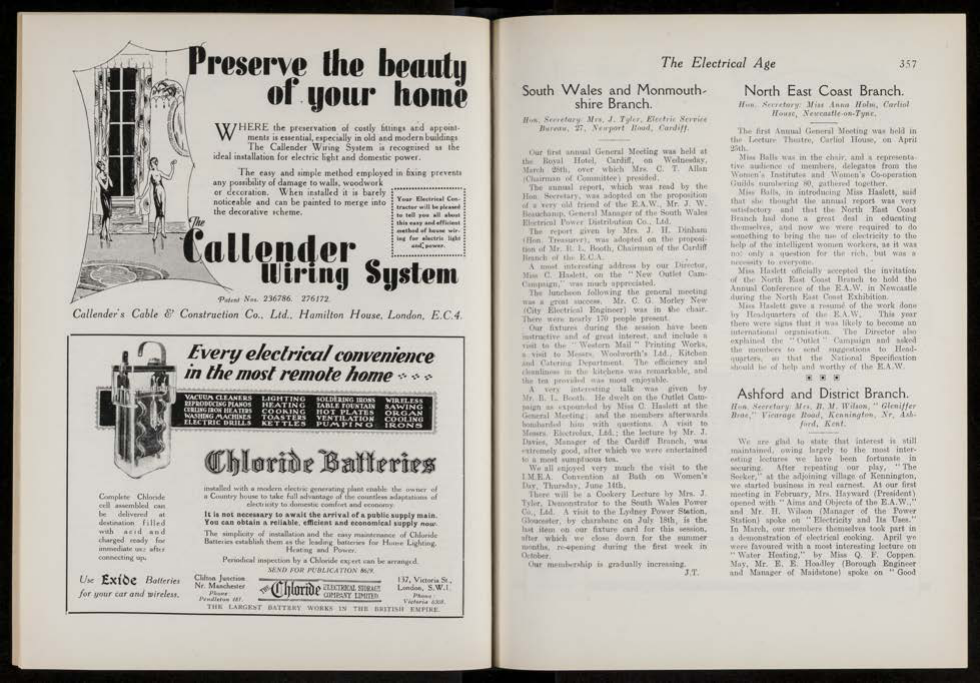 Preserve the beauty
of your home
WHERE the preservation of costly fittings and appoint-
ments is essential, especially in old and modern buildings
The Callender Wiring System is recognised as the
ideal installation for electric light and domestic power.
The easy and simple method employed in fixing prevents
any possibility of damage to walls, woodwork
or decoration. When installed it is barely
noticeable and can be painted to merge into
the decorative scheme.
Your Electrical Con-
tractor will be pleased
to tell you all about
this easy and efficient
method of house wir-
ing for electric light
and power.
The
Callender
Wiring System
Patent Nos. 236786. 276172.
Callender's Cable & Construction Co., Ltd., Hamilton House, London, E.C.4.
Every electrical convenience
in the most remote home
VACUUM CLEANERS LIGHTING SOLDERING IRONS WIRELESS
REPRODUCING PIANOS HEATING TABLE FOUNTAIN SAWING
CURLING IRON HEATERS COOKING HOT PLATES ORGAN
WASHING MACHINES TOASTERS VENTILATION COOLING
ELECTRIC DRILLS KETTLES PUMPING IRONS
Chloride Batteries
installed with a modern electric generating plant enable the owner of
a Country house to take full advantage of the countless adaptations of
electricity to domestic comfort and economy.
It is not necessary to await the arrival of a public supply main.
You can obtain a reliable, efficient and economical supply now.
The simplicity of installation and the easy maintenance of Chloride
Batteries establish them as the leading batteries for Home Lighting,
Heating and Power.
Periodical inspection by a Chloride expert can be arranged.
SEND FOR PUBLICATION
Complete Chloride
cell assembled can
be delivered at
destination filled
with acid and
charged ready for
immediate use after
connecting up.
Use Exide Batteries
for your car and wireless.
Clifton Junction
Nr. Manchester
Phone:
Pendleton 481.
The Chloride ELECTRICAL STORAGE
COMPANY LIMITED
137, Victoria St.,
London, S.W.1.
Phone:
Victoria
THE LARGEST BATTERY WORKS IN THE BRITISH EMPIRE.
The Electrical Age 357
South Wales and Monmouth-
shire Branch.
Hon. Secretary: Mrs. J. Tyler, Electric Service
Bureau, 27, Newport Road, Cardiff.
Our first annual General Meeting was held at
the Royal Hotel, Cardiff, on Wednesday,
March 28th, over which Mrs. C. T. Allan
(Chairman of Committee) presided.
The annual report, which was read by the
Hon. Secretary, was adopted on the proposition
of a very old friend of the E.A.W., Mr. J. W.
Beauchamp, General Manager of the South Wales
Electrical Power Distribution Co., Ltd.
The report given by Mrs. J. H. Dinham
(Hon. Treasurer), was adopted on the proposi-
tion of Mr. R. L. Booth, Chairman of the Cardiff
Branch of the E.C.A.
A most interesting address by our Director,
Miss C. Haslett, on the "New Outlet Cam-
Campaign," was much appreciated.
The luncheon following the general meeting
was a great success. Mr. C. G. Morley New
(City Electrical Engineer) was in the chair.
There were nearly 170 people present.
Our fixtures during the session have been
instructive and of great interest, and include a
visit to the "Western Mail" Printing Works,
a visit to Messrs. Woolworth's Ltd., Kitchen
and Catering Department. The efficiency and
cleanliness in the kitchens was remarkable, and
the tea provided was most enjoyable.
A very interesting talk was given by
Mr. R. L. Booth. He dwelt on the Outlet Cam-
paign as expounded by Miss C. Haslett at the
General Meeting; and the members afterwards
bombarded him with questions. A visit to
Messrs. Electrolux, Ltd.; the lecture by Mr. J.
Davies, Manager of the Cardiff Branch, was
extremely good, after which we were entertained
to a most sumptuous tea.
We all enjoyed very much the visit to the
I.M.E.A. Convention at Bath on Women's
Day, Thursday, June 14th.
There will be a Cookery Lecture by Mrs. J.
Tyler, Demonstrator to the South Wales Power
Co., Ltd. A visit to the Lydney Power Station,
Gloucester, by charabanc on July 18th, is the
last item on our fixture card for this session,
after which we close down for the summer
months, re-opening during the first week in
October.
Our membership is gradually increasing.
J.T.
North East Coast Branch.
Hon. Secretary: Miss Anna Holm, Carliol
House, Newcastle-on-Tyne.
The first Annual General Meeting was held in
the Lecture Theatre, Carliol House, on April
25th.
Miss Balls was in the chair, and a representa-
tive audience of members, delegates from the
Women's Institutes and Women's Co-operation
Guilds numbering 80, gathered together.
Miss Balls, in introducing Miss Haslett, said
that she thought the annual report was very
satisfactory and that the North East Coast
Branch had done a great deal in educating
themselves, and now we were required to do
something to bring the use of electricity to the
help of the intelligent women workers, as it was
not only a question for the rich, but was a
necessity to everyone.
Miss Haslett officially accepted the invitation
of the North East Coast Branch to hold the
Annual Conference of the E.A.W. in Newcastle
during the North East Coast Exhibition.
Miss Haslett gave a resumé of the work done
by Headquarters of the E.A.W. This year
there were signs that it was likely to become an
international organisation. The Director also
explained the "Outlet" Campaign and asked
the members to send suggestions to Head-
quarters, so that the National Specification
should be of help and worthy of the E.A.W.
Ashford and District Branch.
Hon. Secretary: Mrs. B. M. Wilson, "Gleniffer
Brae," Vicarage Road, Kennington, Nr. Ash-
ford, Kent.
We are glad to state that interest is still
maintained, owing largely to the most inter-
esting lectures we have been fortunate in
securing. After repeating our play, "The
Seeker," at the adjoining village of Kennington,
we started business in real earnest. At our first
meeting in February, Mrs. Hayward (President)
opened with "Aims and Objects of the E.A.W.,"
and Mr. H. Wilson (Manager of the Power
Station) spoke on "Electricity and Its Uses."
In March, our members themselves took part in
a demonstration of electrical cooking. April we
were favoured with a most interesting lecture on
"Water Heating," by Miss Q. F. Coppen.
May, Mr. E. E. Hoadley (Borough Engineer
and Manager of Maidstone) spoke on "Good